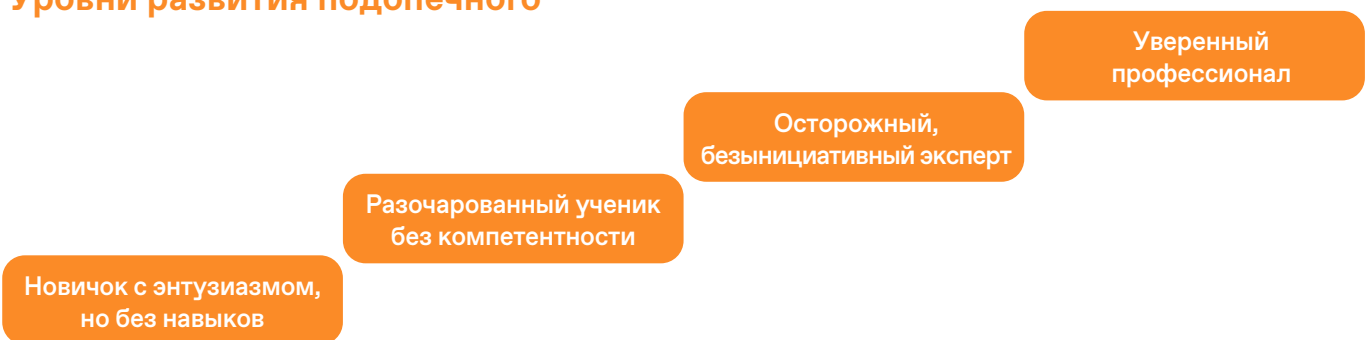 Уровни развития подопечного
Уверенный
профессионал
Осторожный,
безынициативный эксперт
Разочарованный ученик
без компетентности
Новичок с энтузиазмом,
но без навыков